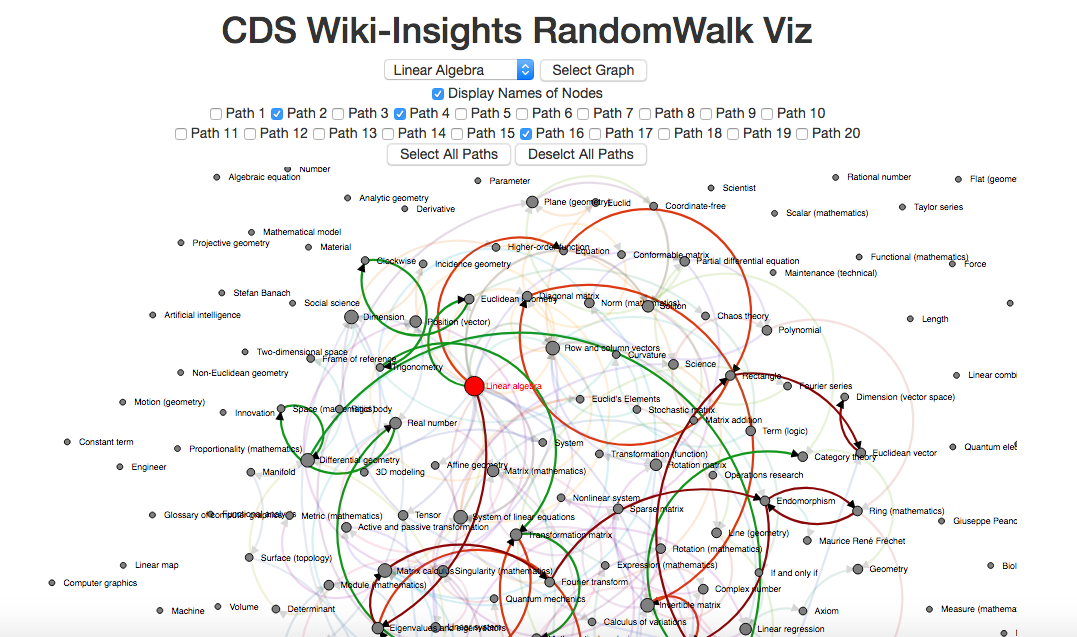 CDS Wiki-Insights RandomWalk Viz
Linear Algebra Select Graph
Display Names of Nodes
Path 1 Path 2 Path 3 Path 4 Path 5 Path 6 Path 7 Path 8 Path 9 Path 10
Path 11 Path 12 Path 13 Path 14 Path 15 Path 16 Path 17 Path 18 Path 19 Path 20
Select All Paths Deselct All Paths
Number
Algebraic equation
Parameter
Rational number
Flat (geome
Scientist
Analytic geometry
Plane (geometry)
Euclid
Coordinate-free
Derivative
Scalar (mathematics)
Taylor series
Mathematical model
Projective geometry
Material
Higher-order function
Equation
Conformable matrix
Functional (mathematics)
Clockwise
Incidence geometry
Partial differential equation
Force
Maintenance (technical)
Stefan Banach
Social science
Euclidean geometry
Diagonal matrix
Norm (mathematics)
Artificial intelligence
Dimension
Position (vector)
Chaos theory
Length
Polynomial
Two-dimensional space
Frame of reference
Row and column vectors
Curvature
Trigonometry
Science
Non-Euclidean geometry
Rectangle
Linear combi
Linear algebra
Fourier series
Motion (geometry)
Euclid's Elements
Dimension (vector space)
Innovation
Space (mathematics)
Rigid body
Stochastic matrix
Real number
Matrix addition
Term (logic)
Constant term
Proportionality (mathematics)
System
Transformation (function)
Category theory
Euclidean vector
Quantum ele
Engineer
Manifold
Differential geometry
3D modeling
Affine geometry
Matrix (mathematics)
Rotation matrix
Operations research
Nonlinear system
Endomorphism
Glossary of computer graphics
Functional analysis
Metric (mathematics)
Tensor
System of linear equations
Sparse matrix
Ring (mathematics)
Giuseppe Peano
Active and passive transformation
Transformation matrix
Line (geometry)
Maurice René Fréchet
Surface (topology)
Rotation (mathematics)
Linear map
Matrix calculus
Singularity (mathematics)
Expression (mathematics)
If and only if
Geometry
Biol
Computer graphics
Module (mathematics)
Fourier transform
Complex number
Machine
Volume
Determinant
Quantum mechanics
Invertible matrix
Axiom
Measure (mathema
Eigenvalues and eigenvectors
Linear system
Calculus of variations
Linear regression